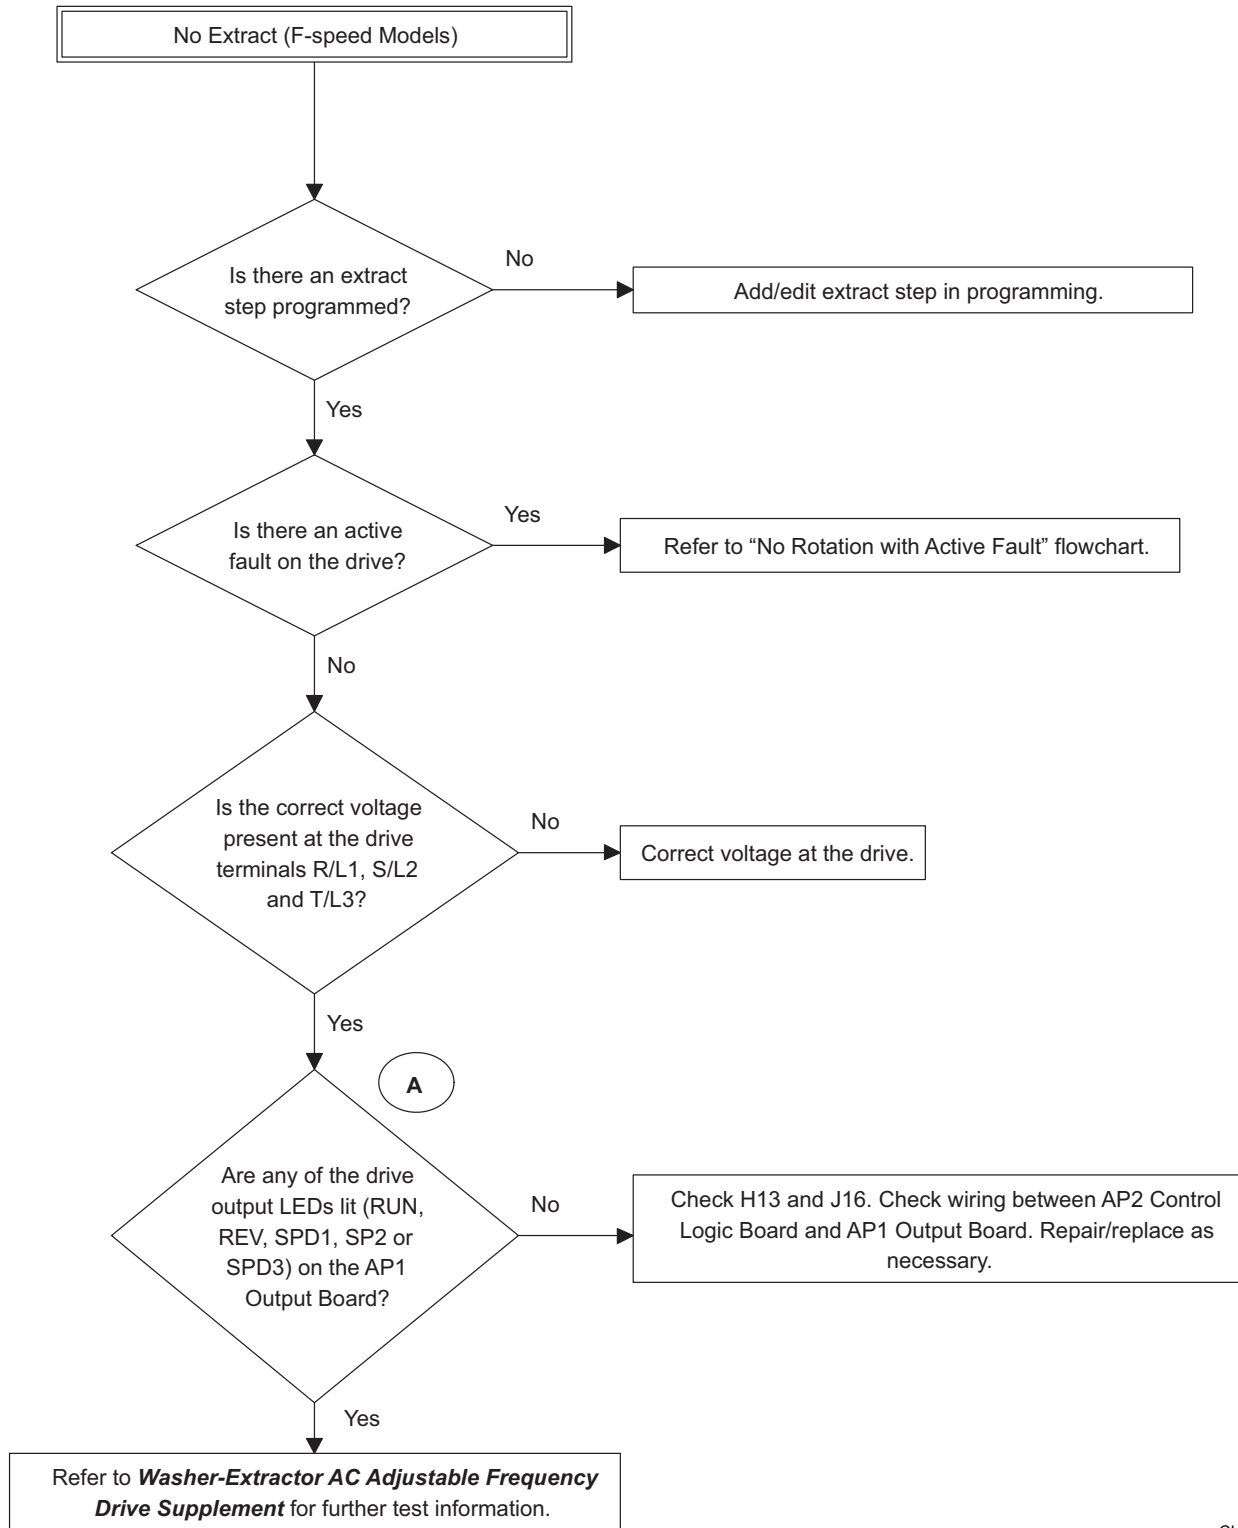 No Extract (F-speed Models)
Is there an extract
step programmed?
No
Add/edit extract step in programming.
Yes
Is there an active
fault on the drive?
Yes
Refer to “No Rotation with Active Fault” flowchart.
No
Is the correct voltage
present at the drive
terminals R/L1, S/L2
and T/L3?
No
Correct voltage at the drive.
Yes
A
Are any of the drive
output LEDs lit (RUN,
REV, SPD1, SP2 or
SPD3) on the AP1
Output Board?
No
Check H13 and J16. Check wiring between AP2 Control
Logic Board and AP1 Output Board. Repair/replace as
necessary.
Yes
Refer to Washer-Extractor AC Adjustable Frequency
Drive Supplement for further test information.